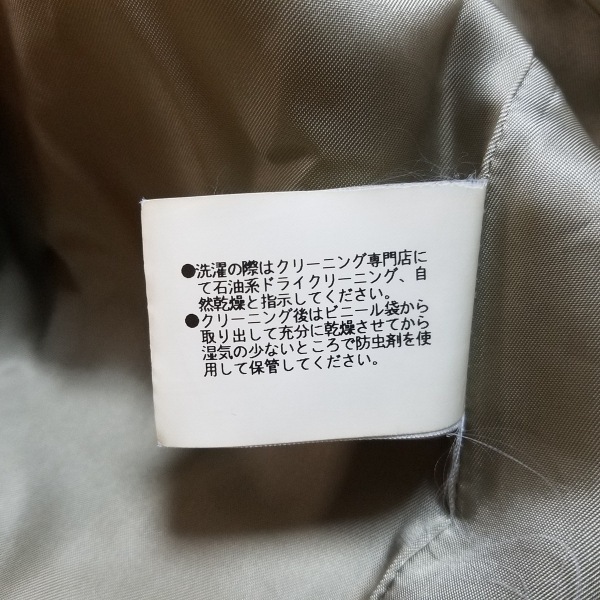 ●洗濯の際はクリーニング専門店に
て石油系ドライクリーニング、自
然乾燥と指示してください。
●クリーニング後はビニール袋から
取り出して充分に乾燥させてから
湿気の少ないところで防虫剤を使
用して保管してください。